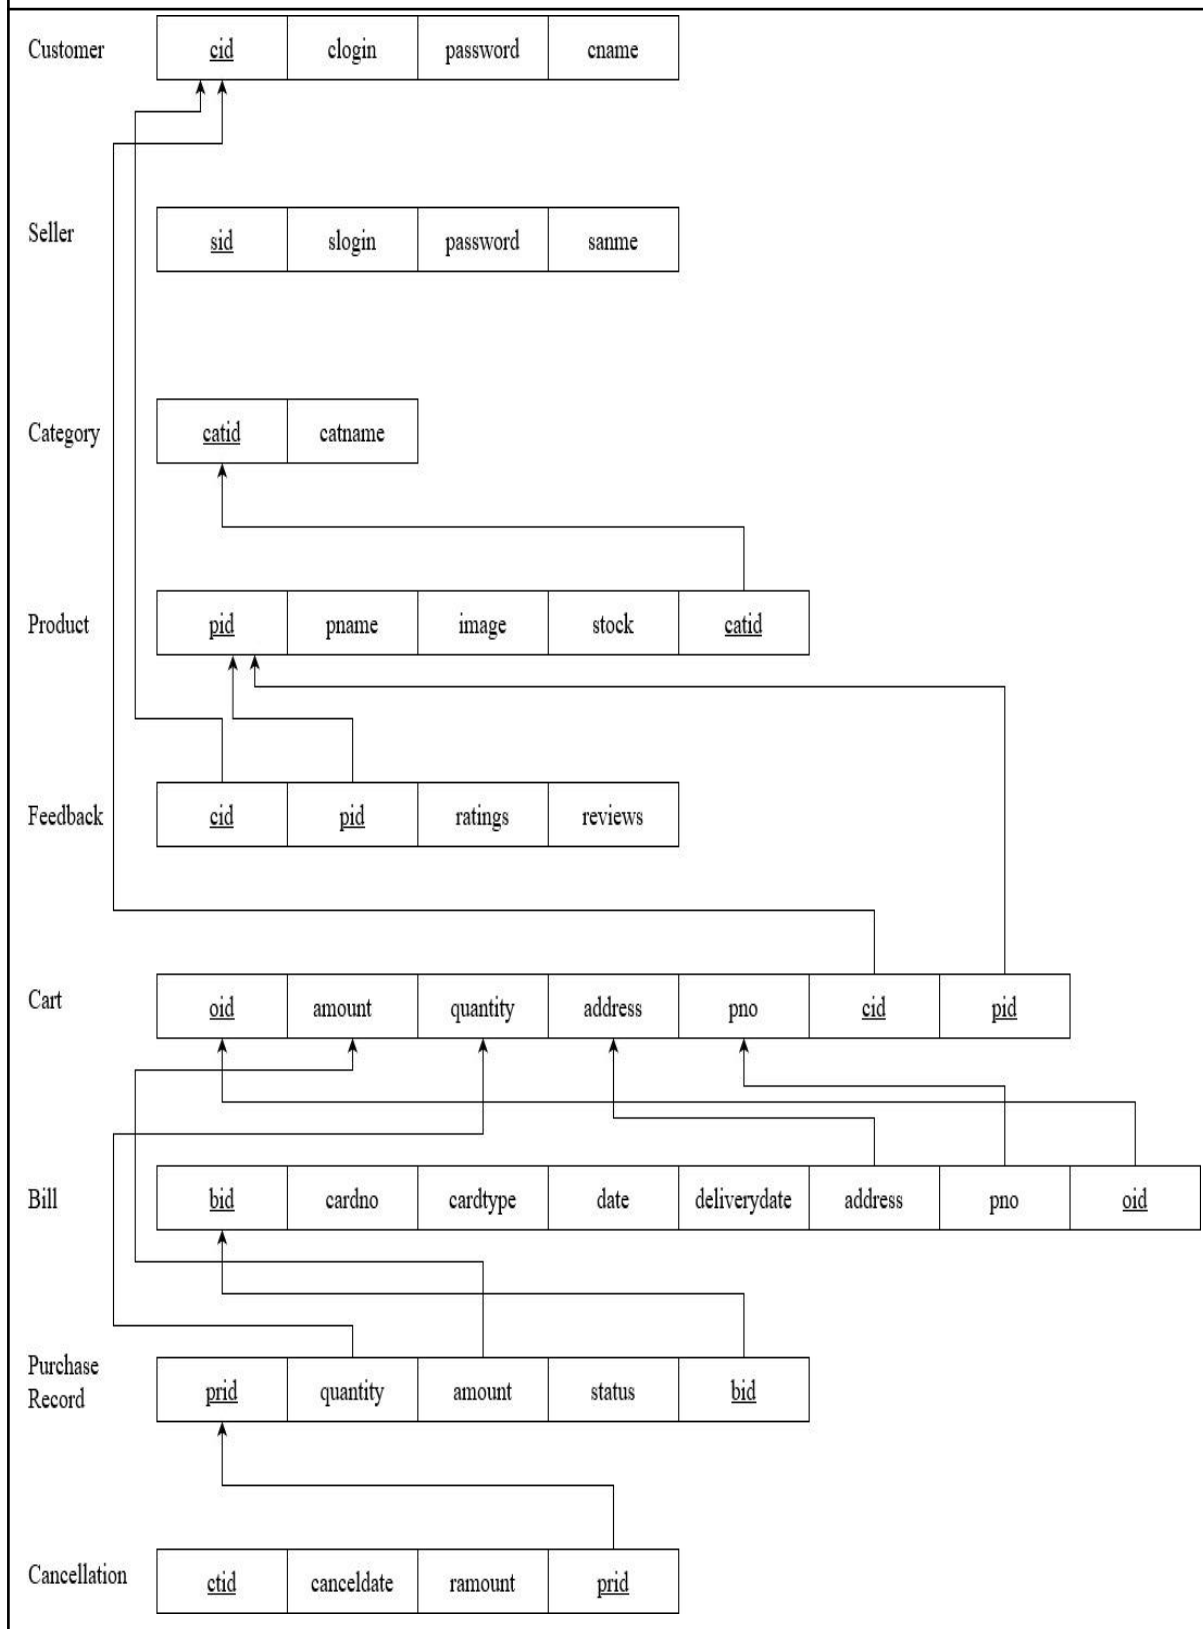 Customer cid clogin password cname
Seller sid slogin password sanme
Category catid catname
Product pid pname image stock catid
Feedback cid pid ratings reviews
Cart oid amount quantity address pno cid pid
Bill bid cardno cardtype date deliverydate address pno oid
Purchase
Record prid quantity amount status bid
Cancellation ctid canceldate ramount prid